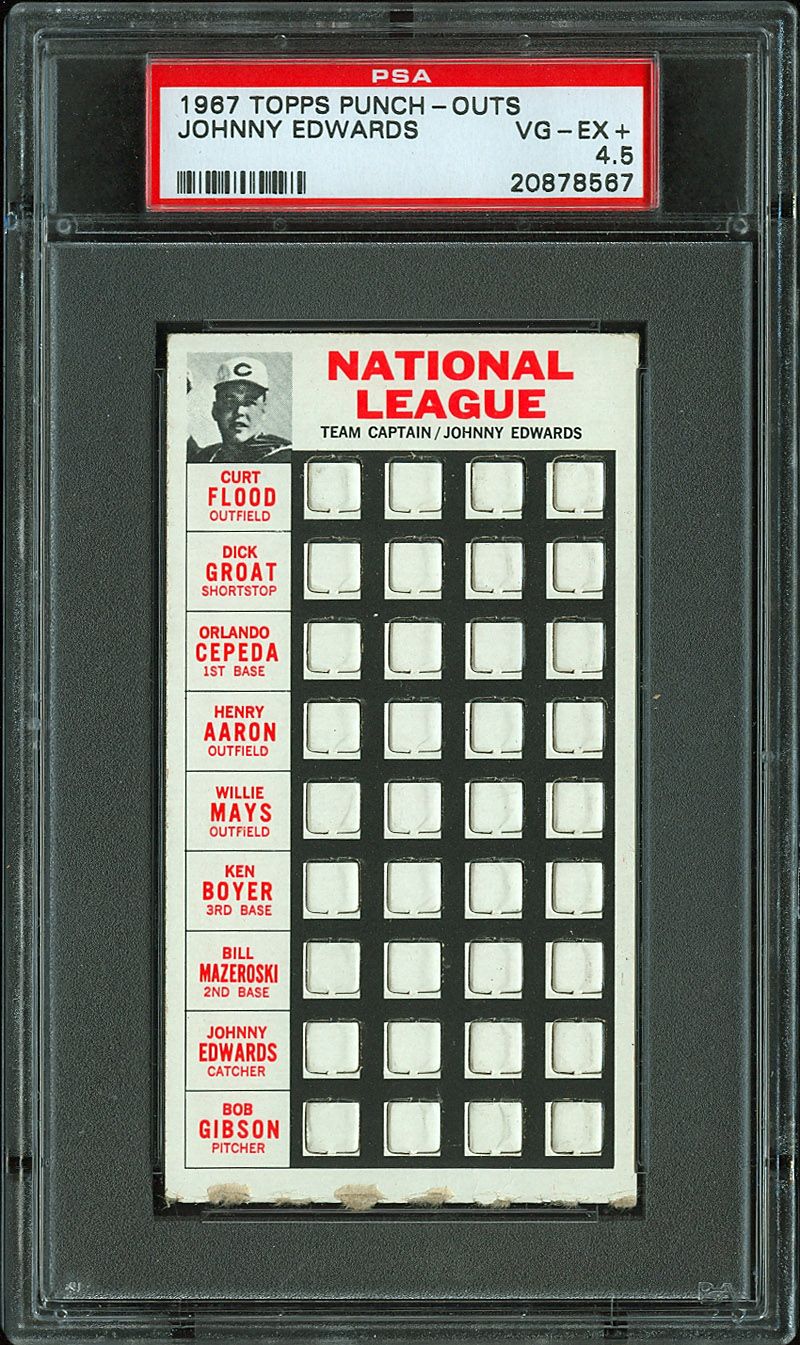 PSA
1967 TOPPS PUNCH-OUTS
JOHNNY EDWARDS VG-EX+
4.5
20878567
C
NATIONAL
LEAGUE
TEAM CAPTAIN/JOHNNY EDWARDS
CURT
FLOOD
OUTFIELD
DICK
GROAT
SHORTSTOP
ORLANDO
CEPEDA
1ST BASE
HENRY
AARON
OUTFIELD
WILLIE
MAYS
OUTFIELD
KEN
BOYER
3RD BASE
BILL
MAZEROSKI
2ND BASE
JOHNNY
EDWARDS
CATCHER
BOB
GIBSON
PITCHER
PSA